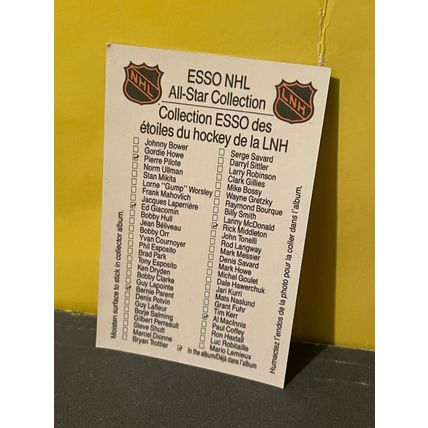 NHL
LNH
ESSO NHL
All-Star Collection
Collection ESSO des
étoiles du hockey de la LNH
Johnny Bower
Gordie Howe
Pierre Pilote
Norm Ullman
Stan Mikita
Lorne "Gump" Worsley
Frank Mahovlich
Jacques Laperrière
Ed Giacomin
Bobby Hull
Jean Béliveau
Bobby Orr
Yvan Cournoyer
Phil Esposito
Brad Park
Tony Esposito
Ken Dryden
Bobby Clarke
Guy Lapointe
Bernie Parent
Denis Potvin
Guy Lafleur
Borje Salming
Gilbert Perreault
Steve Shutt
Marcel Dionne
Bryan Trottier
Serge Savard
Darryl Sittler
Larry Robinson
Clark Gillies
Mike Bossy
Wayne Gretzky
Raymond Bourque
Billy Smith
Lanny McDonald
Rick Middleton
John Tonelli
Rod Langway
Mark Messier
Denis Savard
Mark Howe
Michel Goulet
Dale Hawerchuk
Jari Kurri
Mats Naslund
Grant Fuhr
Tim Kerr
Al MacInnis
Paul Coffey
Ron Hextall
Luc Robitaille
Mario Lemieux
In the album/Déjà dans l'album
Moisten surface to stick in collector album.
Humectez l'endos de la photo pour la coller dans l'album.